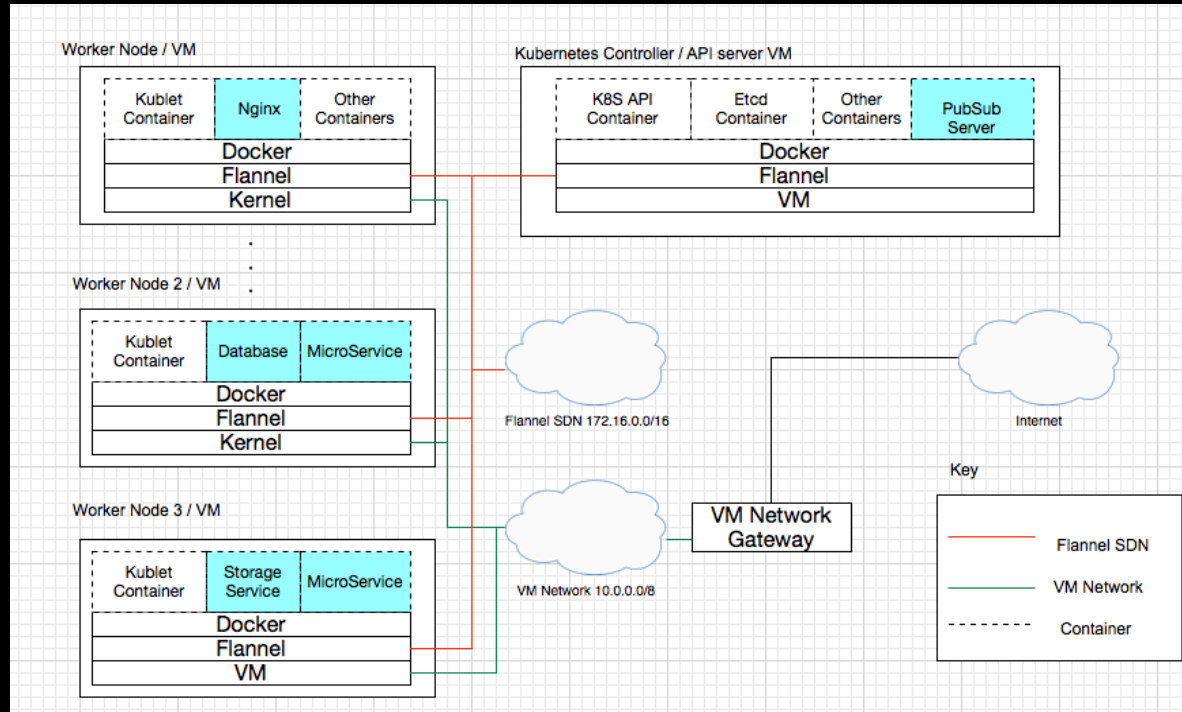 Worker Node / VM
Kublet
Container
Nginx
Other
Containers
Docker
Flannel
Kernel
Kubernetes Controller / API server VM
K8S API
Container
Etcd
Container
Other
Containers
PubSub
Server
Docker
Flannel
VM
Worker Node 2 / VM
Kublet
Container
Database
MicroService
Docker
Flannel
Kernel
Flannel SDN 172.16.0.0/16
Internet
Worker Node 3 / VM
Kublet
Container
Storage
Service
MicroService
Docker
Flannel
VM
VM Network 10.0.0.0/8
VM Network
Gateway
Key
Flannel SDN
VM Network
Container